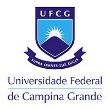 UFCG
Universidade Federal
de Campina Grande